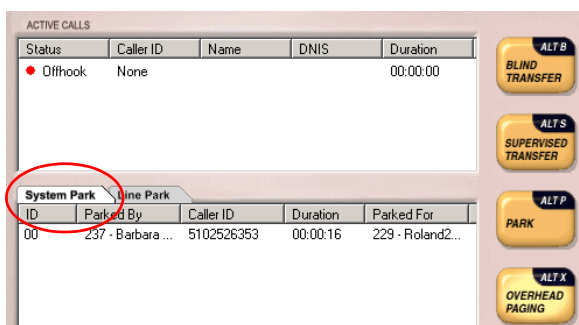 ACTIVE CALLS
Status Caller ID Name DNIS Duration
Offhook None 00:00:00
System Park Line Park
ID Parked By Caller ID Duration Parked For
00 237 - Barbara ... 5102526353 00:00:16 229 - Roland2...
ALT B
BLIND
TRANSFER
ALT S
SUPERVISED
TRANSFER
ALT P
PARK
ALT X
OVERHEAD
PAGING